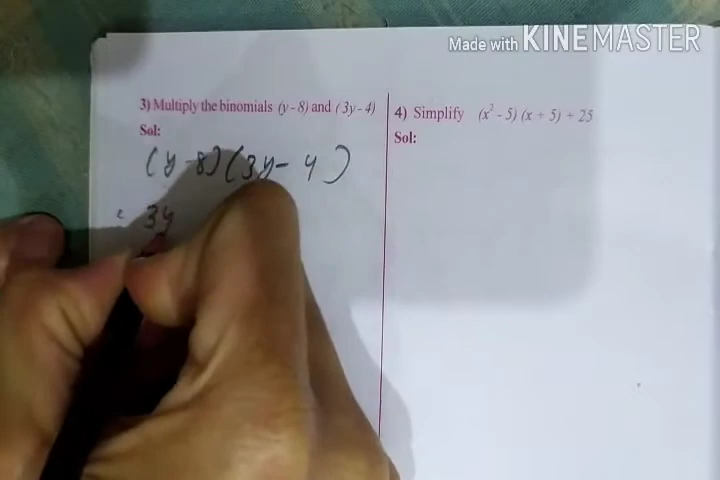 Made with KINEMASTER
3) Multiply the binomials (y - 8) and (3y - 4)
Sol:
(y - 8) (3y - 4)
= 3y
4) Simplify (x² - 5) (x + 5) + 25
Sol: